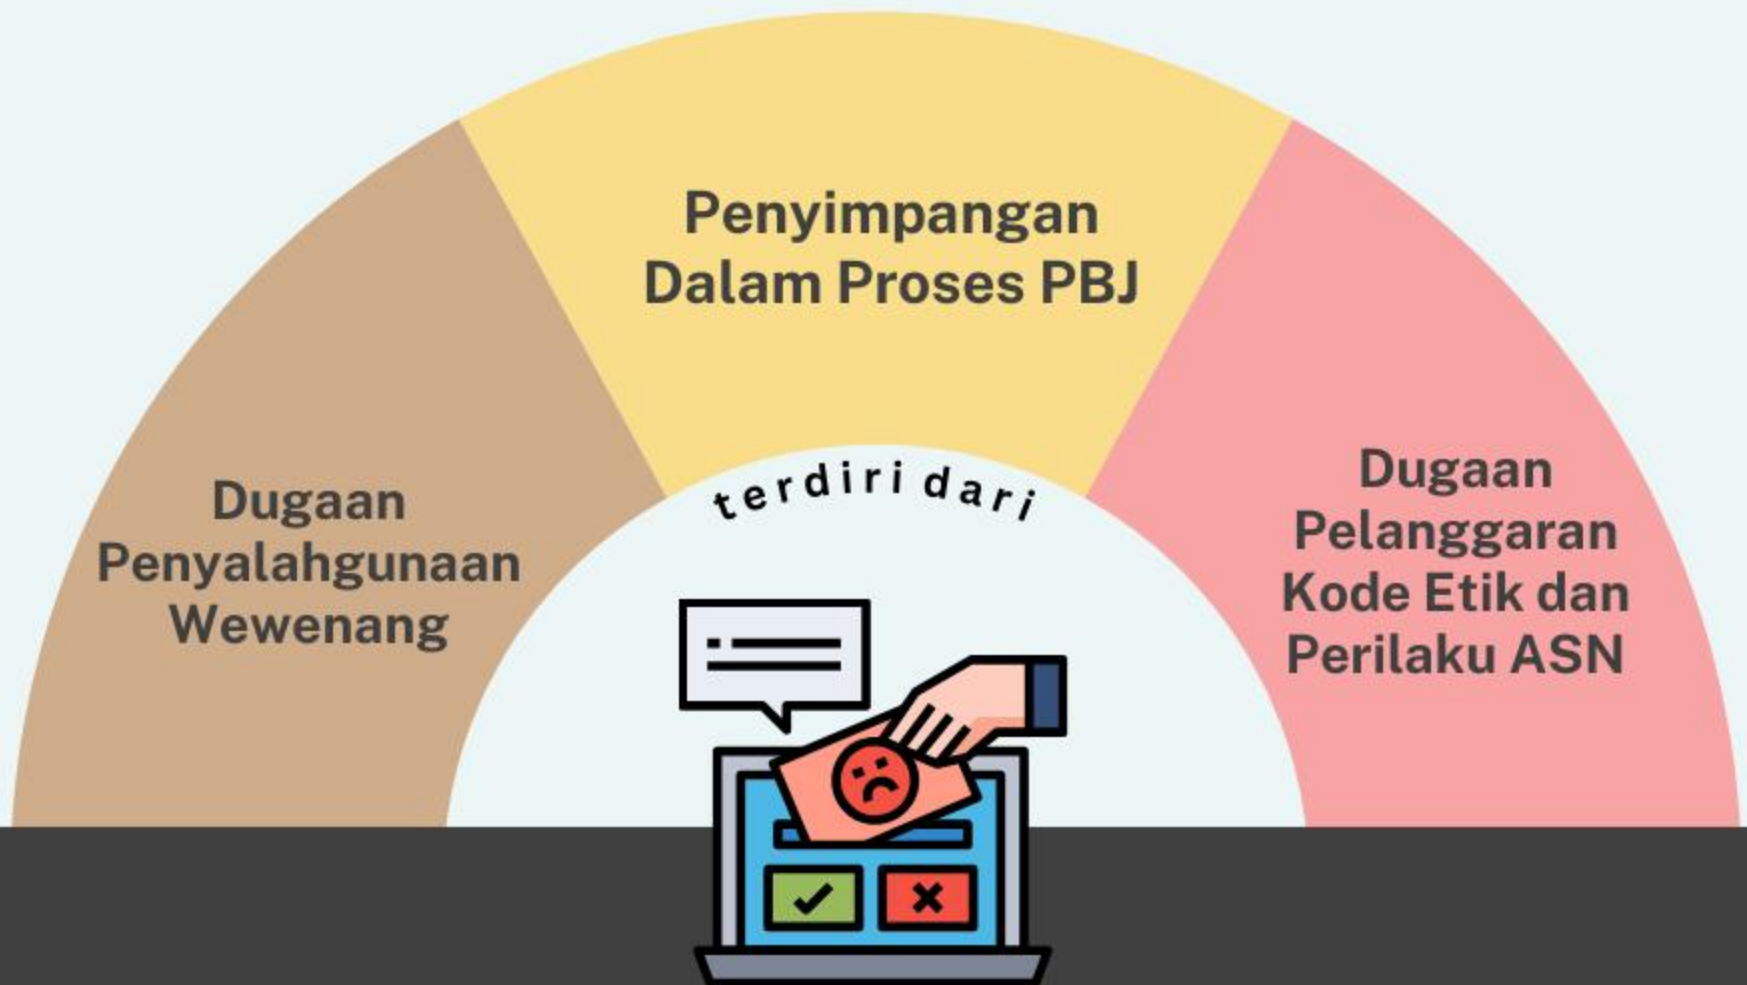 Penyimpangan
Dalam Proses PBJ
terdiri dari
Dugaan
Penyalahgunaan
Wewenang
Dugaan
Pelanggaran
Kode Etik dan
Perilaku ASN